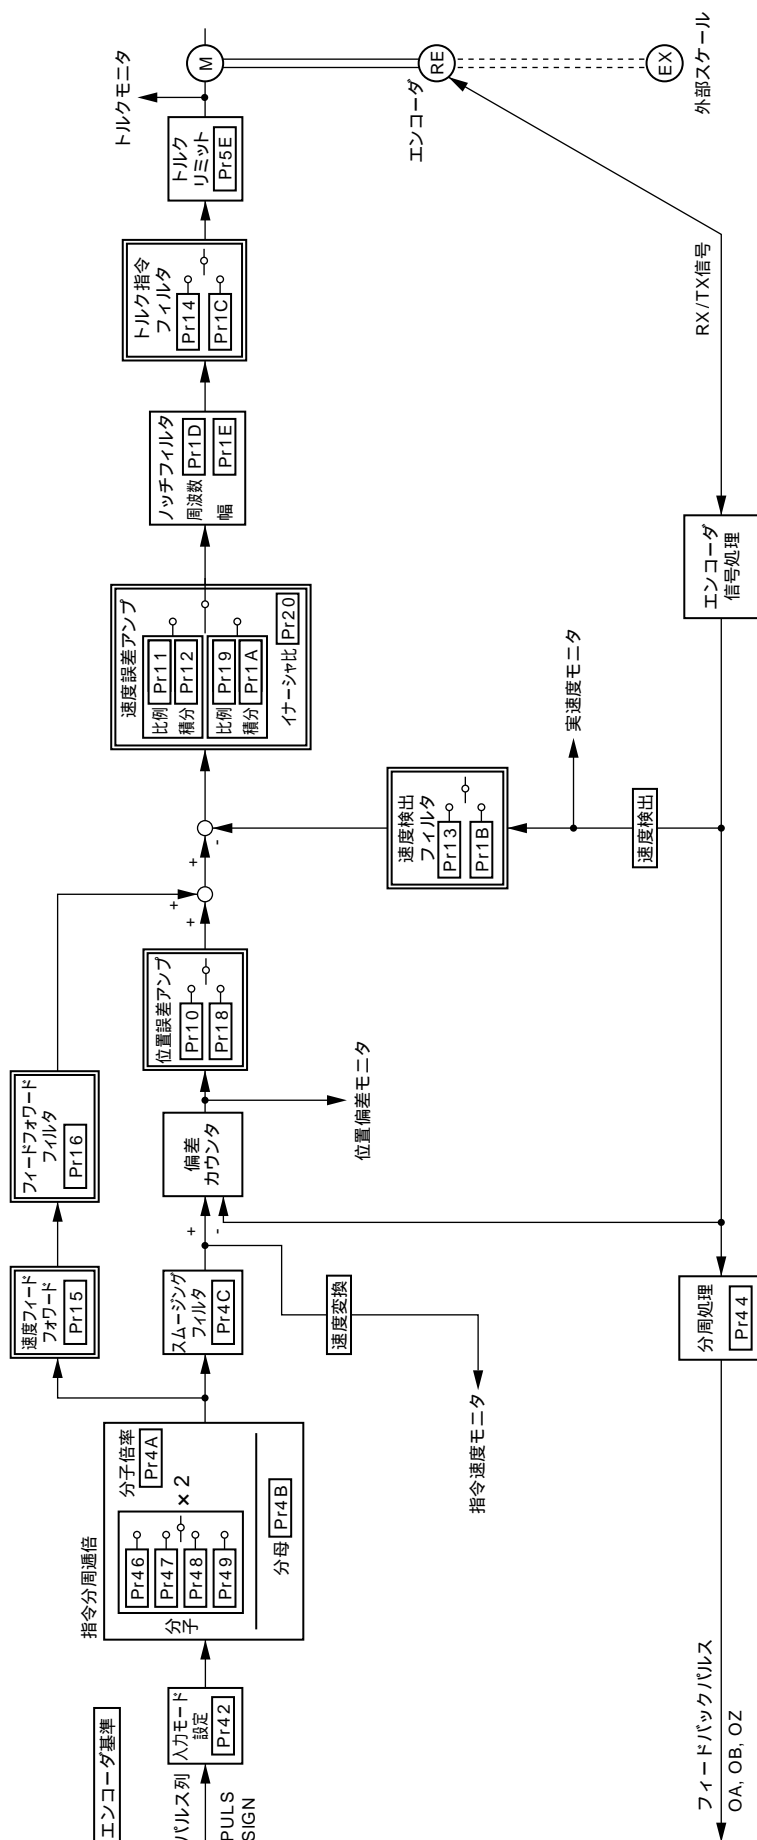 エンコーダ基準
パルス列
PULS
SIGN
入力モード
設定
Pr42
指令分周逓倍
分子
Pr46
Pr47
Pr48
Pr49
分子倍率
Pr4A
×2
分母 Pr4B
速度フィード
フォワード
Pr15
フィードフォワード
フィルタ
Pr16
スムージング
フィルタ
Pr4C
速度変換
指令速度モニタ
+
-
偏差
カウンタ
位置偏差モニタ
位置誤差アンプ
Pr10
Pr18
+
+
+
-
速度誤差アンプ
比例 Pr11
積分 Pr12
比例 Pr19
積分 Pr1A
イナーシャ比 Pr20
ノッチフィルタ
周波数 Pr1D
幅 Pr1E
トルク指令
フィルタ
Pr14
Pr1C
トルク
リミット
Pr5E
トルクモニタ
M
RE
エンコーダ
EX
外部スケール
RX/TX信号
エンコーダ
信号処理
速度検出
実速度モニタ
速度検出
フィルタ
Pr13
Pr1B
分周処理
Pr44
フィードバックパルス
OA, OB, OZ